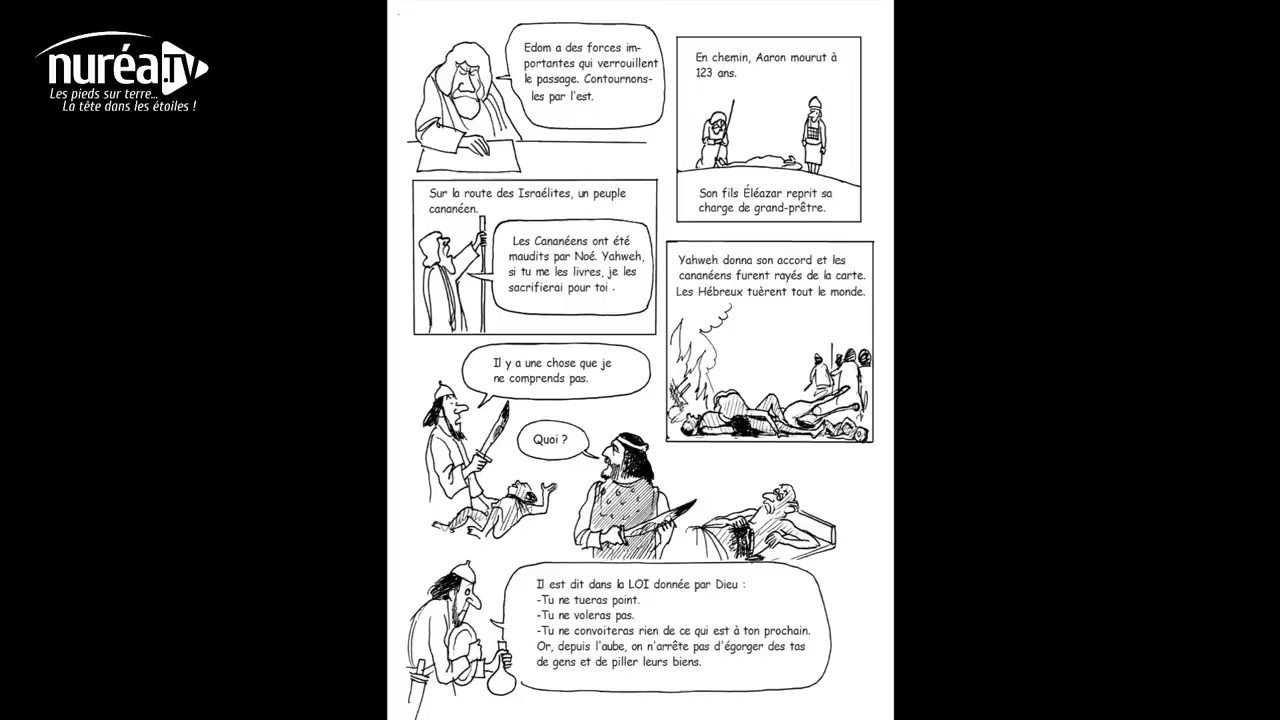 nuréa.TV
Les pieds sur terre...
La tête dans les étoiles !
Edom a des forces im-
portantes qui verrouillent
le passage. Contournons-
les par l'est.
En chemin, Aaron mourut à
123 ans.
Son fils Éléazar reprit sa
charge de grand-prêtre.
Sur la route des Israélites, un peuple
cananéen.
Les Cananéens ont été
maudits par Noé. Yahweh,
si tu me les livres, je les
sacrifierai pour toi .
Yahweh donna son accord et les
cananéens furent rayés de la carte.
Les Hébreux tuèrent tout le monde.
Il y a une chose que je
ne comprends pas.
Quoi ?
Il est dit dans la LOI donnée par Dieu :
-Tu ne tueras point.
-Tu ne voleras pas.
-Tu ne convoiteras rien de ce qui est à ton prochain.
Or, depuis l'aube, on n'arrête pas d'égorger des tas
de gens et de piller leurs biens.